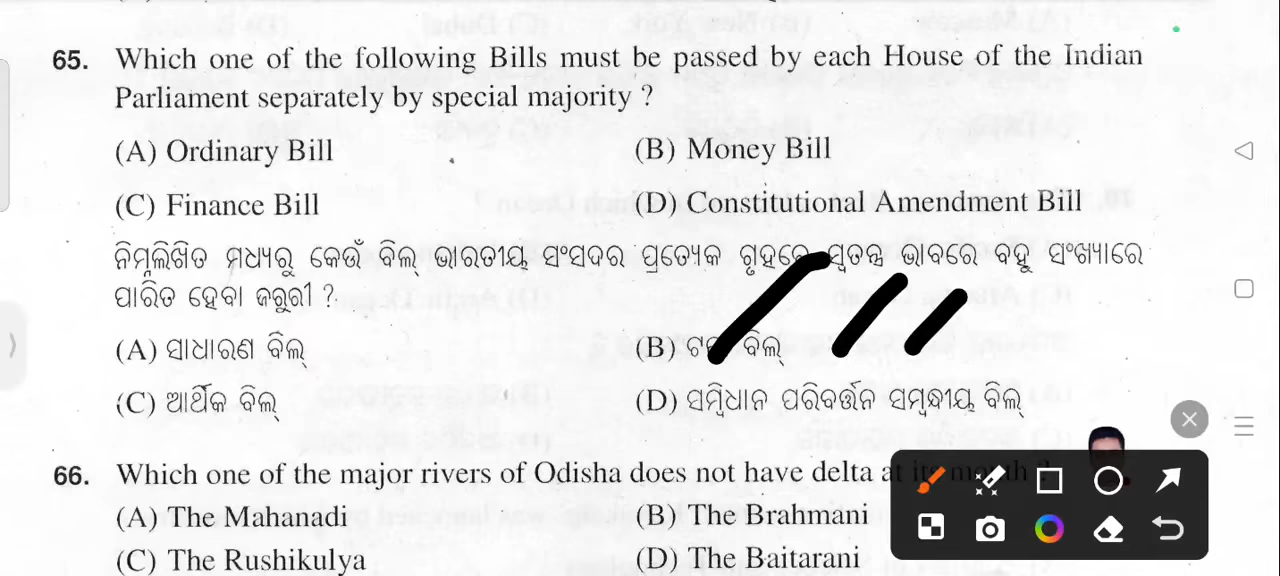 65. Which one of the following Bills must be passed by each House of the Indian
Parliament separately by special majority ?
(A) Ordinary Bill (B) Money Bill
(C) Finance Bill (D) Constitutional Amendment Bill
ନିମ୍ନଲିଖିତ ମଧ୍ୟରୁ କେଉଁ ବିଲ୍ ଭାରତୀୟ ସଂସଦର ପ୍ରତ୍ୟେକ ଗୃହରେ ସ୍ୱତନ୍ତ୍ର ଭାବରେ ବହୁ ସଂଖ୍ୟାରେ
ପାରିତ ହେବା ଜରୁରୀ ?
(A) ସାଧାରଣ ବିଲ୍ (B) ବିଲ୍
(C) ଆର୍ଥିକ ବିଲ୍ (D) ସମ୍ବିଧାନ ପରିବର୍ତ୍ତନ ସମ୍ବନ୍ଧୀୟ ବିଲ୍
66. Which one of the major rivers of Odisha does not have delta at its mouth ?
(A) The Mahanadi (B) The Brahmani
(C) The Rushikulya (D) The Baitarani